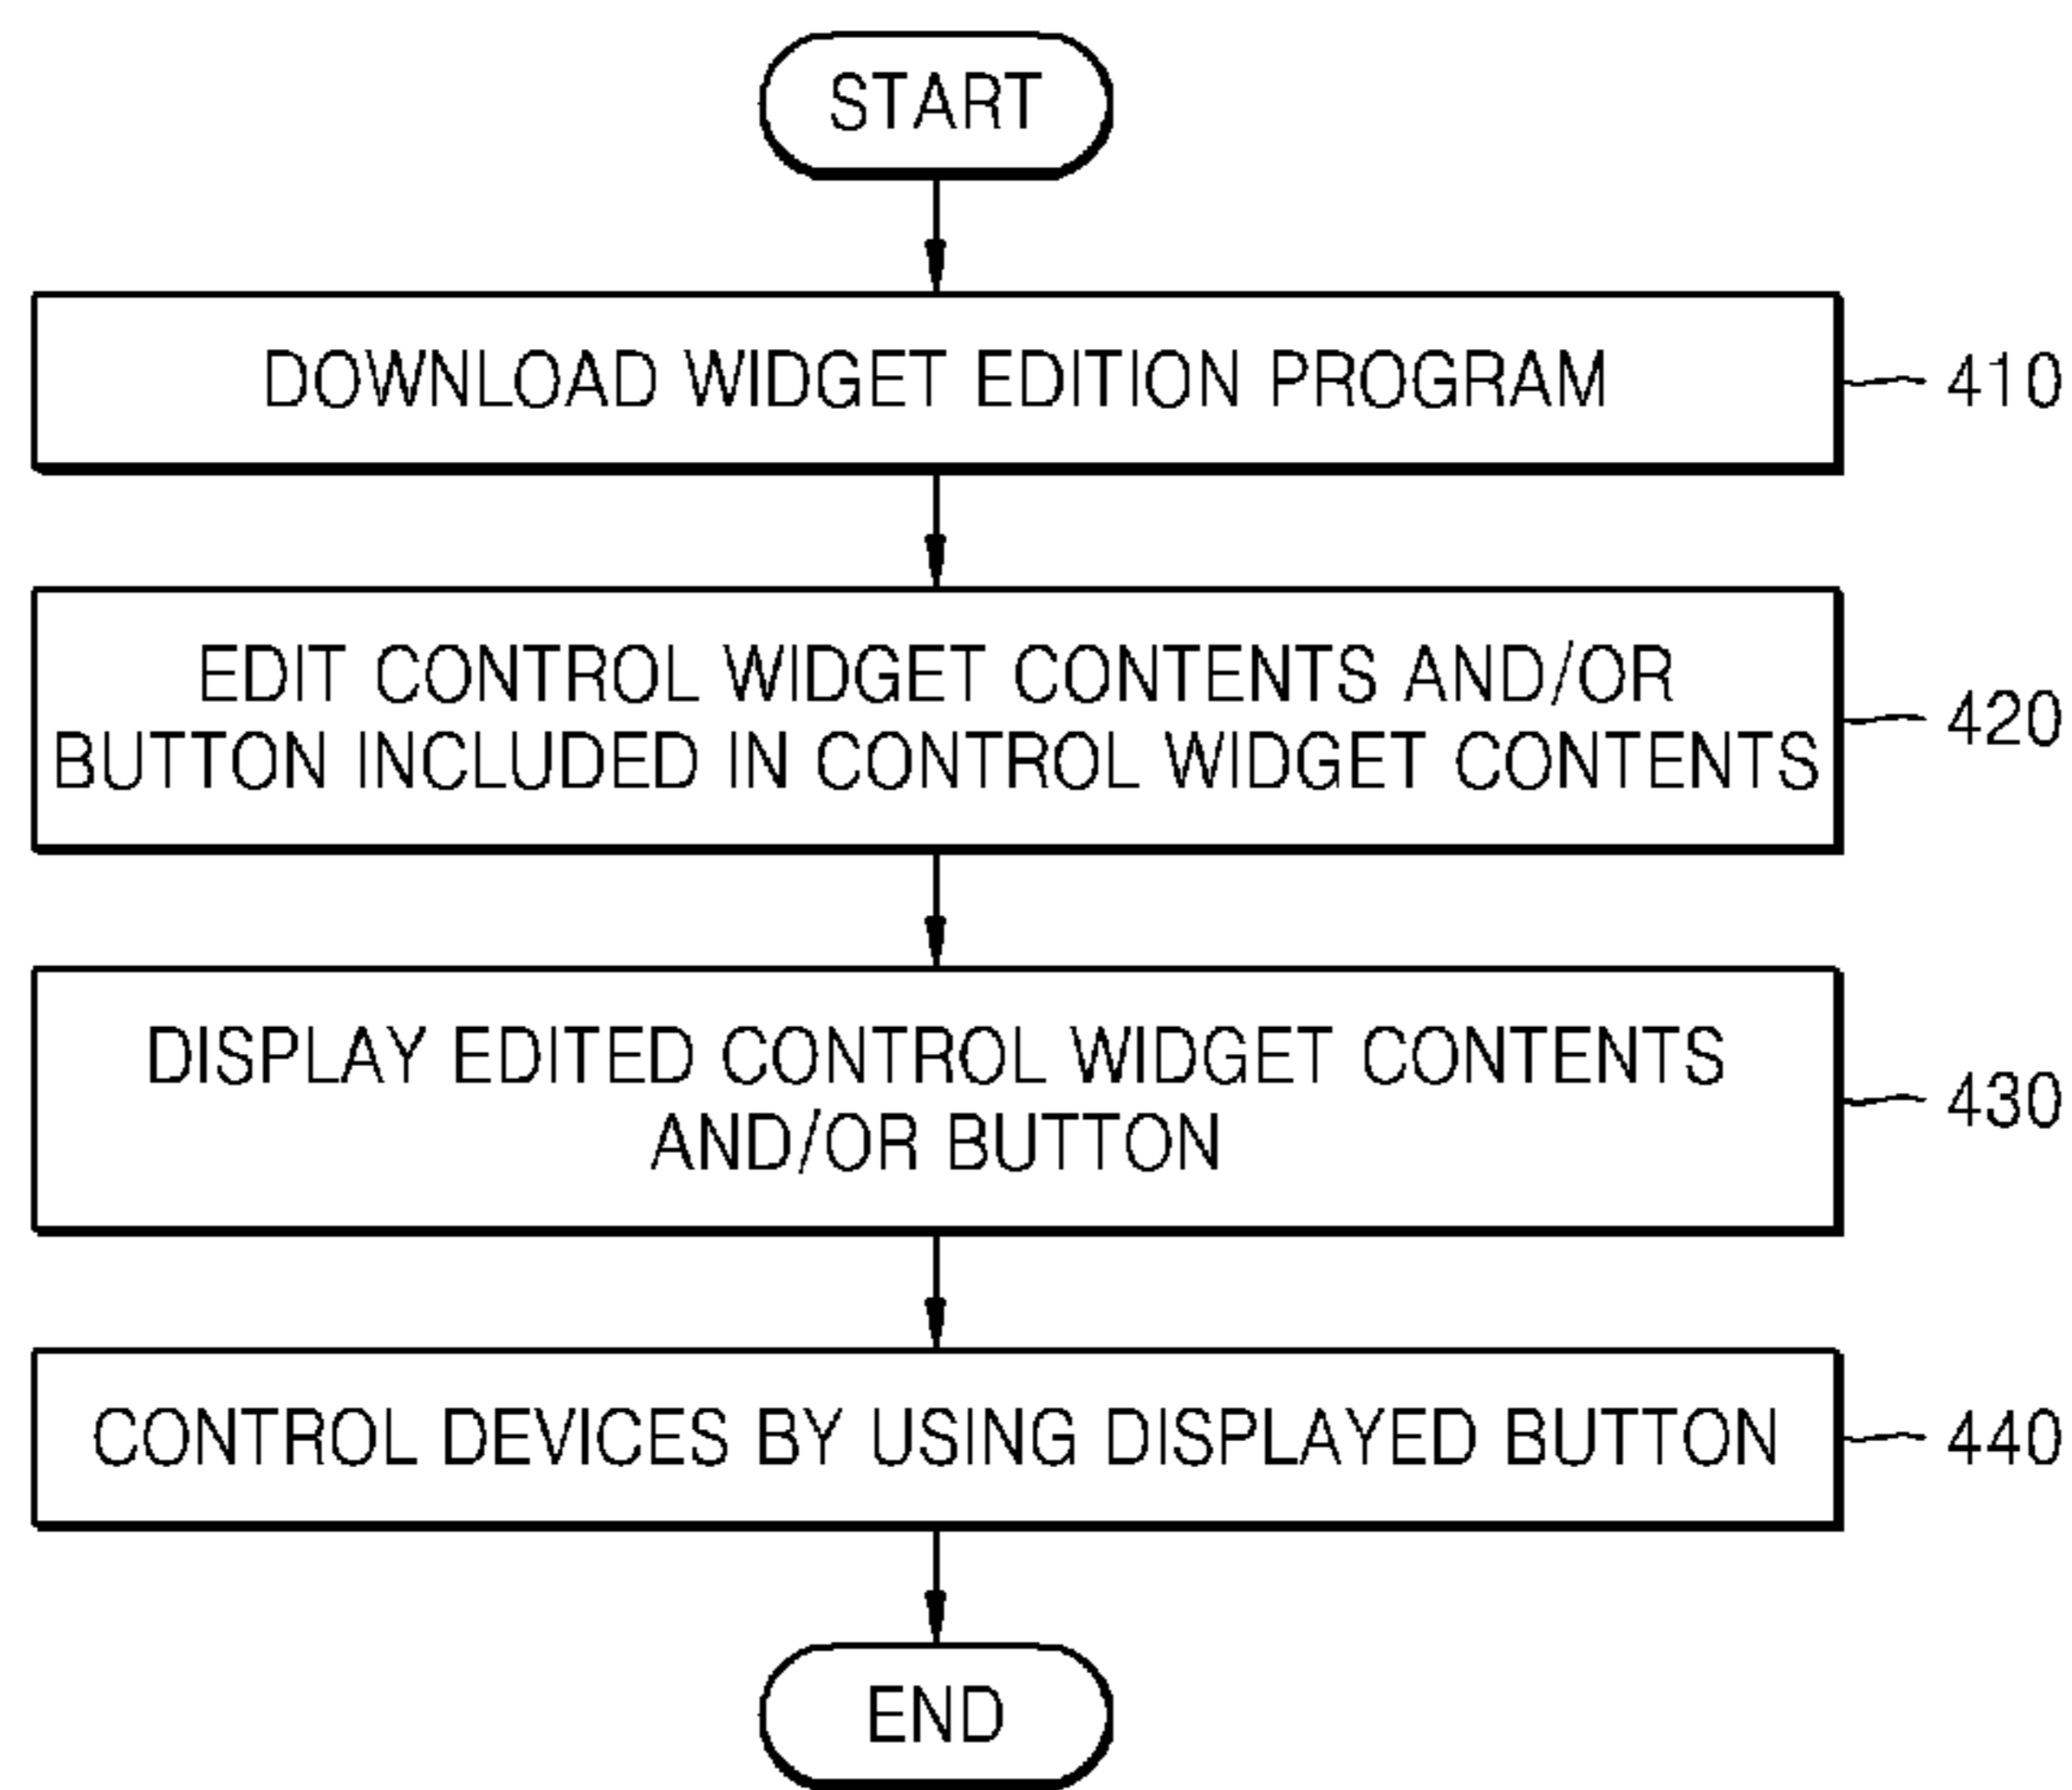 START
DOWNLOAD WIDGET EDITION PROGRAM
410
EDIT CONTROL WIDGET CONTENTS AND/OR
BUTTON INCLUDED IN CONTROL WIDGET CONTENTS
420
DISPLAY EDITED CONTROL WIDGET CONTENTS
AND/OR BUTTON
430
CONTROL DEVICES BY USING DISPLAYED BUTTON
440
END